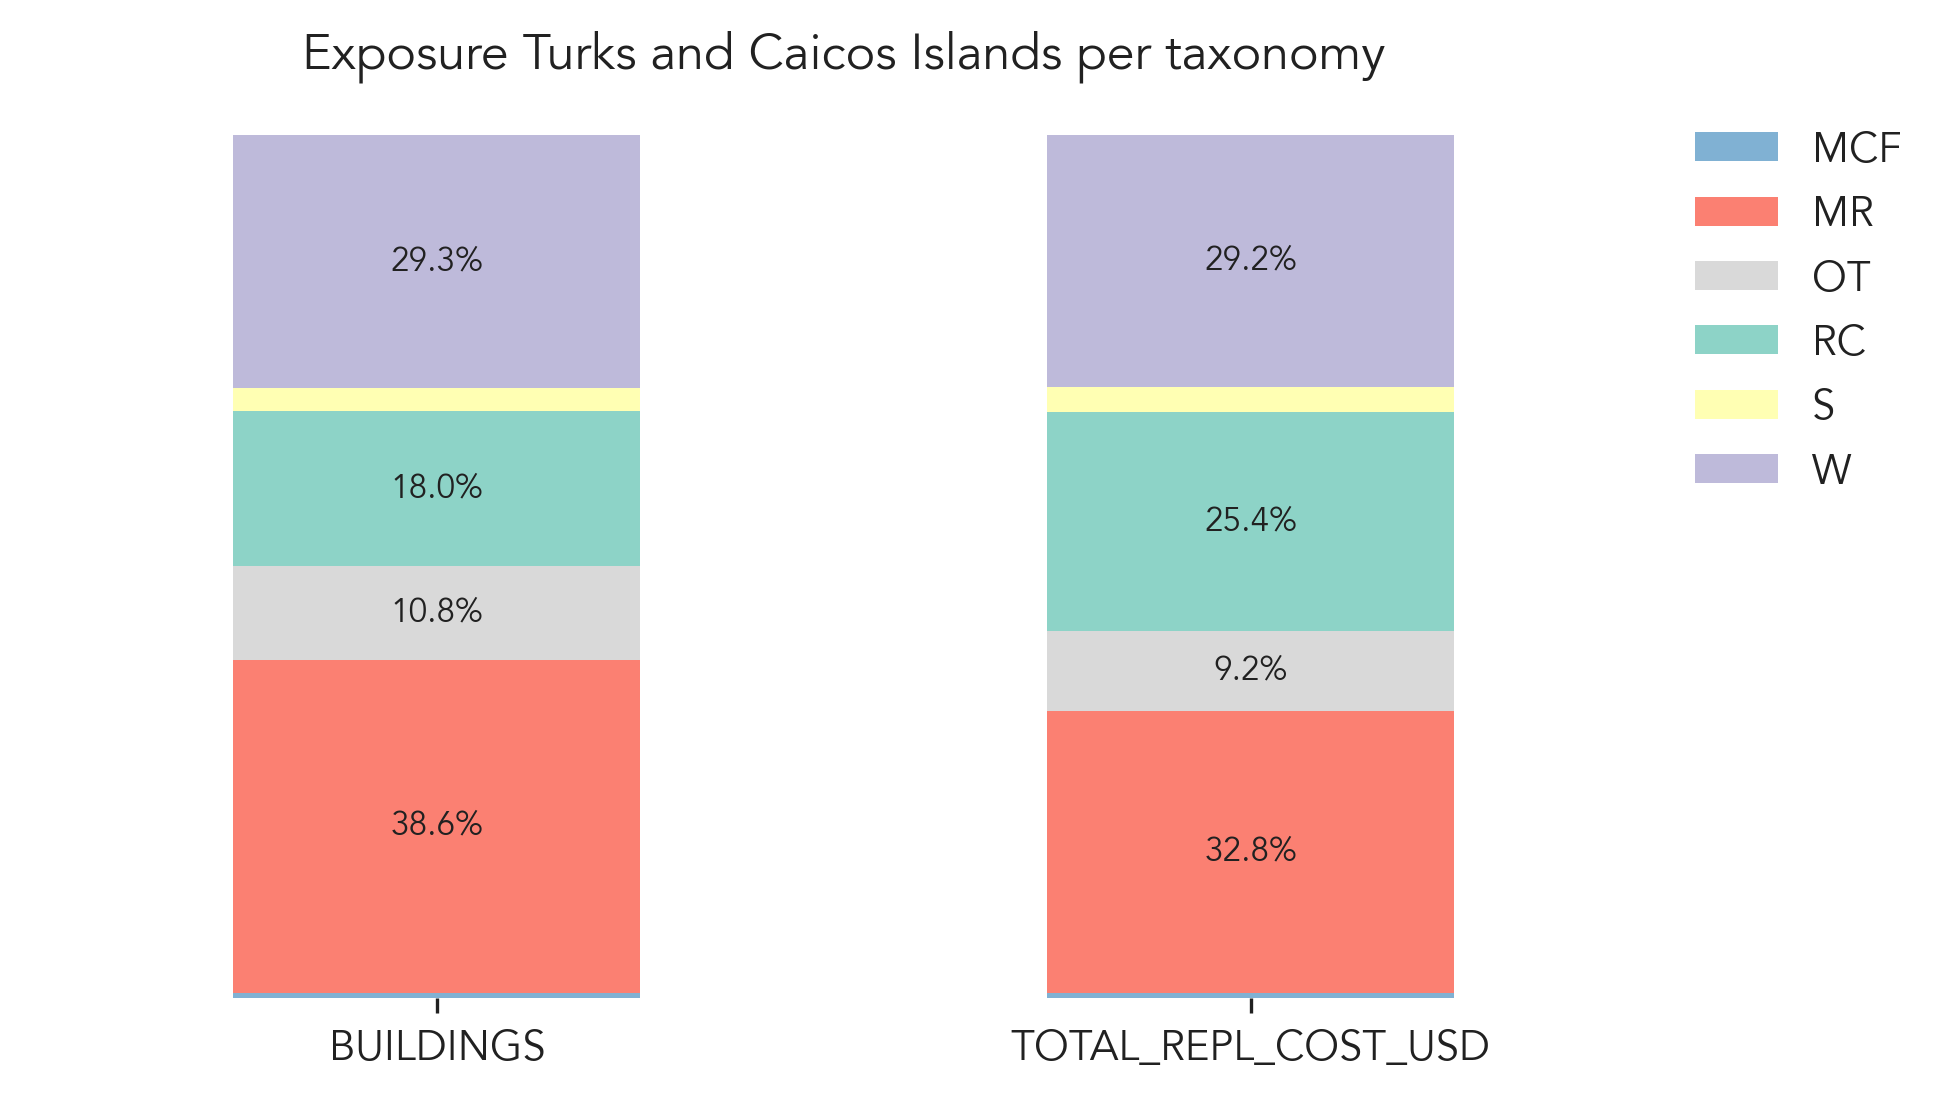 Exposure Turks and Caicos Islands per taxonomy
29.3%
18.0%
10.8%
38.6%
BUILDINGS
29.2%
25.4%
9.2%
32.8%
TOTAL_REPL_COST_USD
MCF
MR
OT
RC
S
W